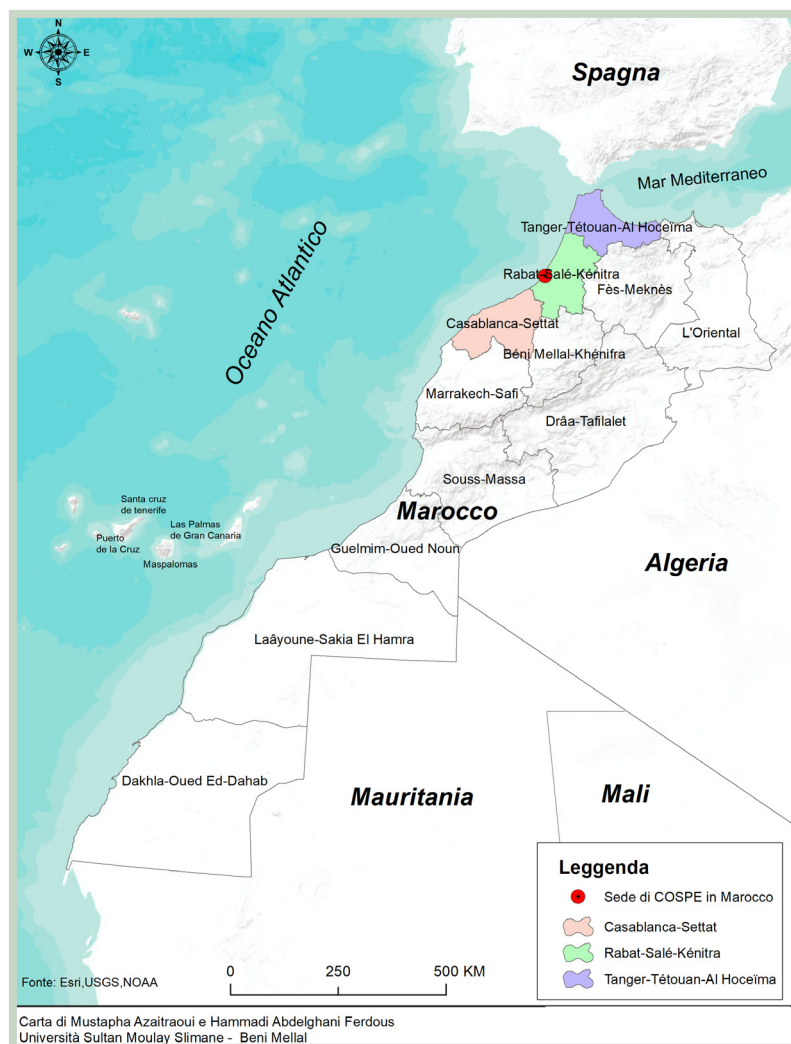 N
W
E
S
Spagna
Mar Mediterraneo
Oceano Atlantico
Tanger-Tétouan-Al Hoceïma
Rabat-Salé-Kénitra
Fès-Meknès
Casablanca-Settat
L'Oriental
Béni Mellal-Khénifra
Marrakech-Safi
Drâa-Tafilalet
Souss-Massa
Marocco
Santa cruz
de tenerife
Las Palmas
de Gran Canaria
Puerto
de la Cruz
Maspalomas
Guelmim-Oued Noun
Algeria
Laâyoune-Sakia El Hamra
Dakhla-Oued Ed-Dahab
Mauritania
Mali
Leggenda
Sede di COSPE in Marocco
Casablanca-Settat
Rabat-Salé-Kénitra
Tanger-Tétouan-Al Hoceïma
0 250 500 KM
Fonte: Esri,USGS,NOAA
Carta di Mustapha Azaitraoui e Hammadi Abdelghani Ferdous
Università Sultan Moulay Slimane - Beni Mellal